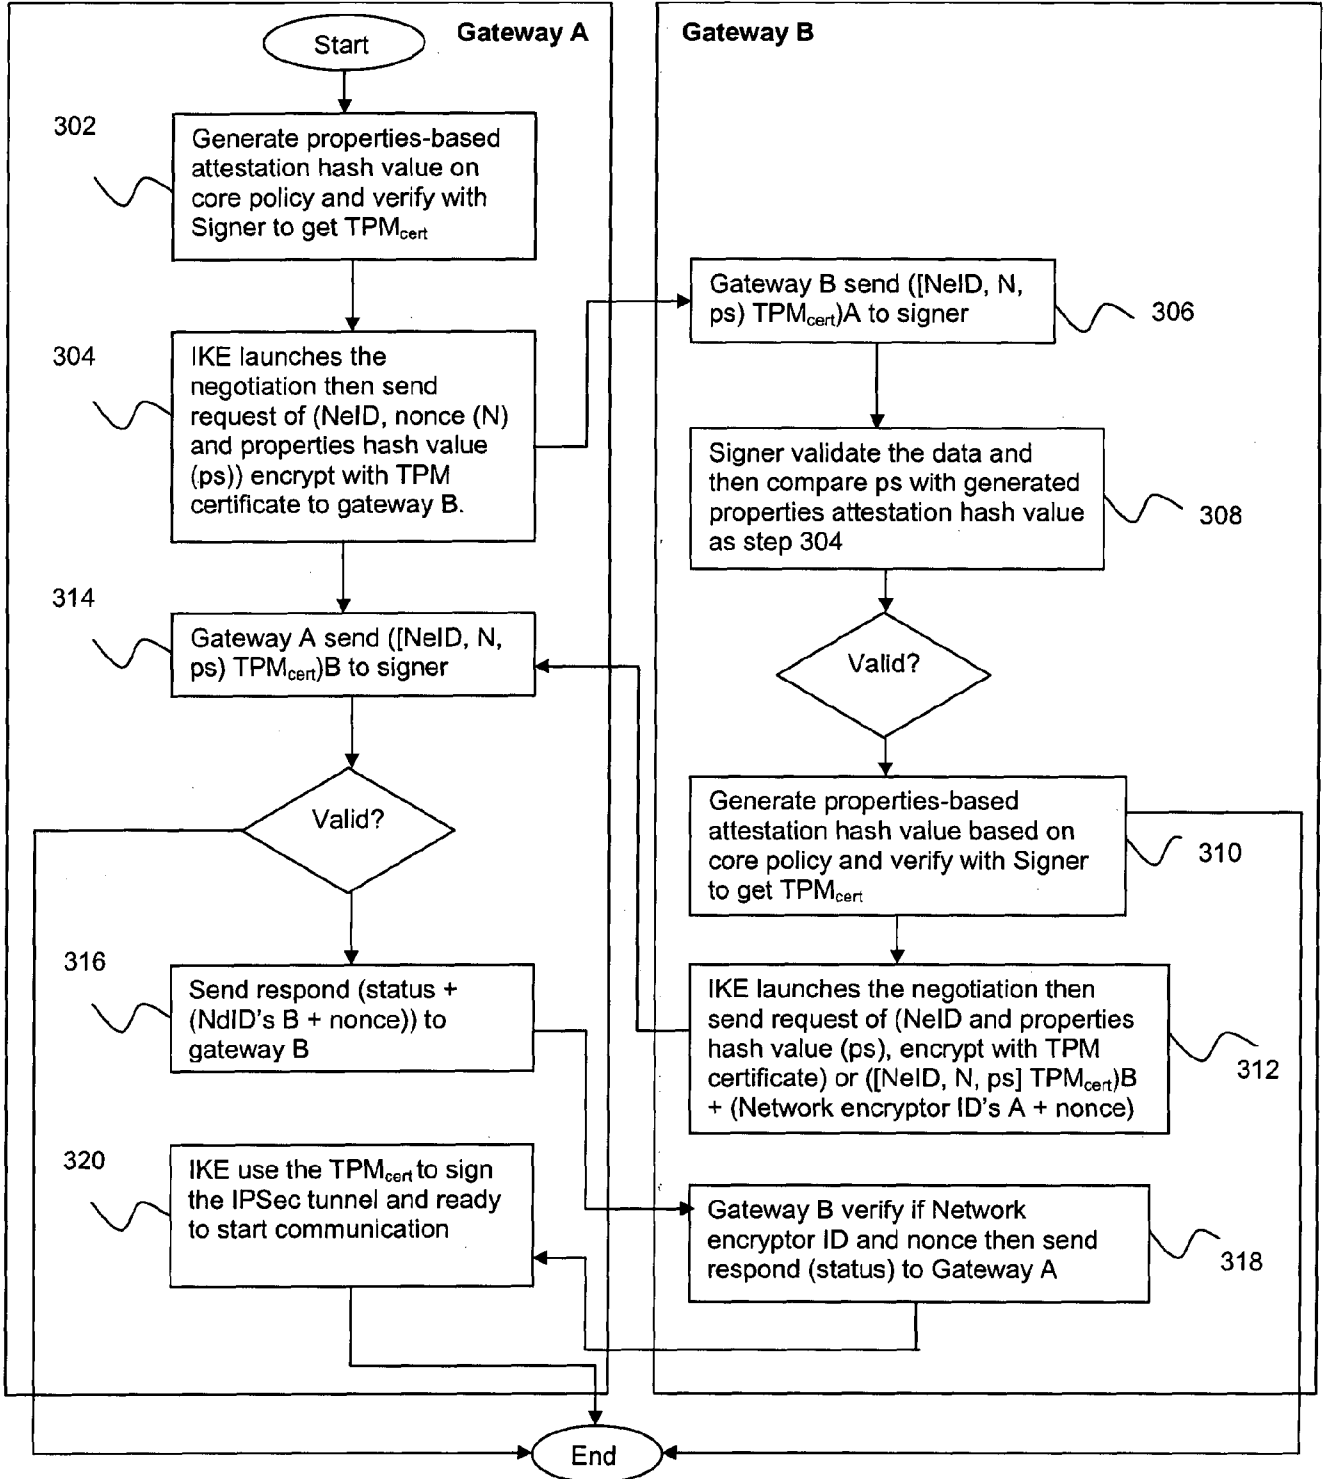 Gateway A
Start
302
Generate properties-based
attestation hash value on
core policy and verify with
Signer to get TPMcert
304
IKE launches the
negotiation then send
request of (NeID, nonce (N)
and properties hash value
(ps)) encrypt with TPM
certificate to gateway B.
314
Gateway A send ([NeID, N,
ps) TPMcert)B to signer
Valid?
316
Send respond (status +
(NdID's B + nonce)) to
gateway B
320
IKE use the TPMcert to sign
the IPSec tunnel and ready
to start communication
Gateway B
Gateway B send ([NeID, N,
ps) TPMcert)A to signer
306
Signer validate the data and
then compare ps with generated
properties attestation hash value
as step 304
308
Valid?
Generate properties-based
attestation hash value based on
core policy and verify with Signer
to get TPMcert
310
IKE launches the negotiation then
send request of (NeID and properties
hash value (ps), encrypt with TPM
certificate) or ([NeID, N, ps] TPMcert)B
+ (Network encryptor ID's A + nonce)
312
Gateway B verify if Network
encryptor ID and nonce then send
respond (status) to Gateway A
318
End